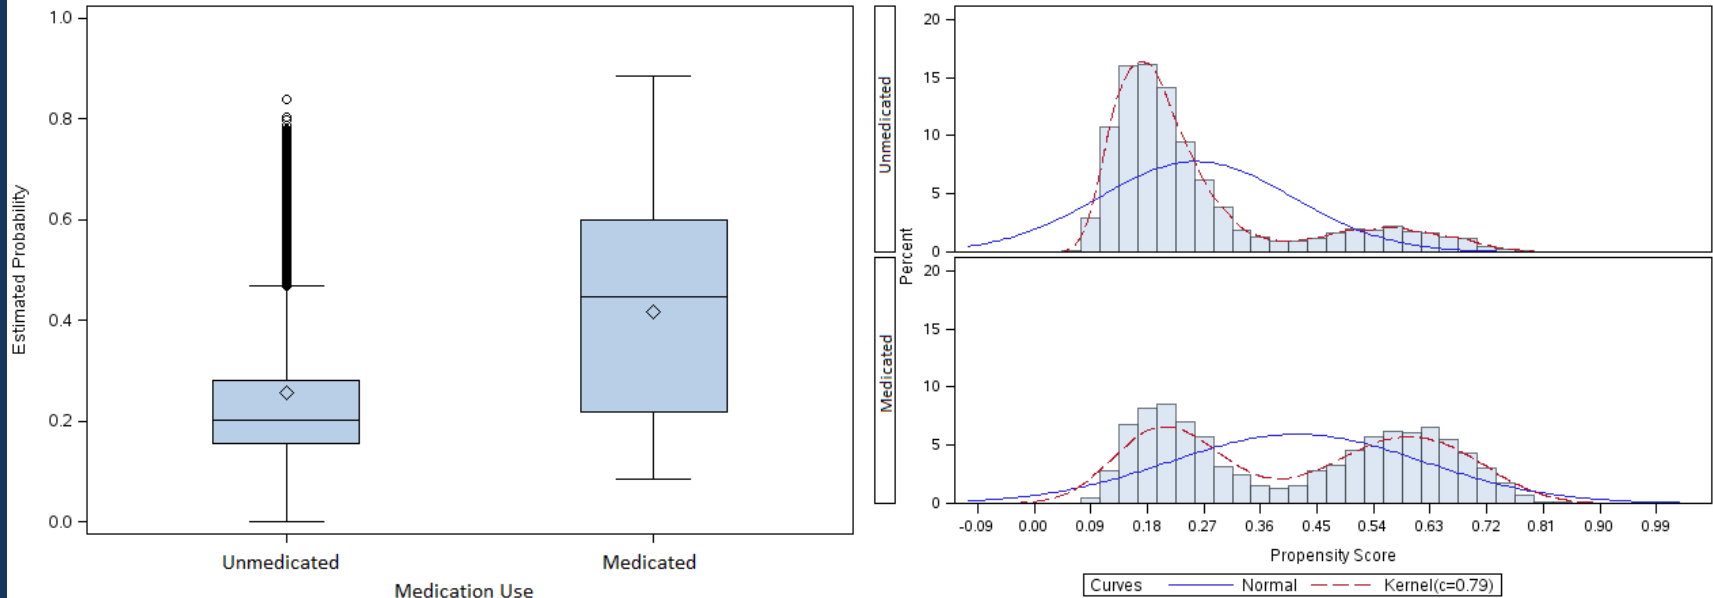 Estimated Probability
1.0
0.8
0.6
0.4
0.2
0.0
Unmedicated
Medicated
Medication Use
Percent
Unmedicated
20
15
10
5
0
Medicated
20
15
10
5
0
-0.09 0.00 0.09 0.18 0.27 0.36 0.45 0.54 0.63 0.72 0.81 0.90 0.99
Propensity Score
Curves Normal Kernel(c=0.79)